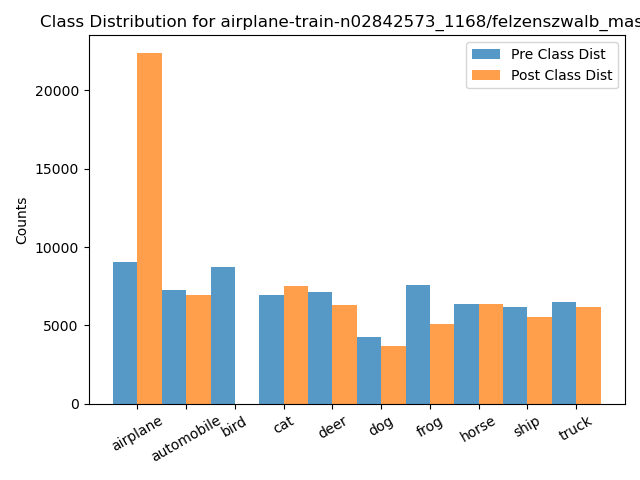 Class Distribution for airplane-train-n02842573_1168/felzenszwalb_mas
Pre Class Dist
Post Class Dist
Counts
20000
15000
10000
5000
0
airplane
automobile
bird
cat
deer
dog
frog
horse
ship
truck